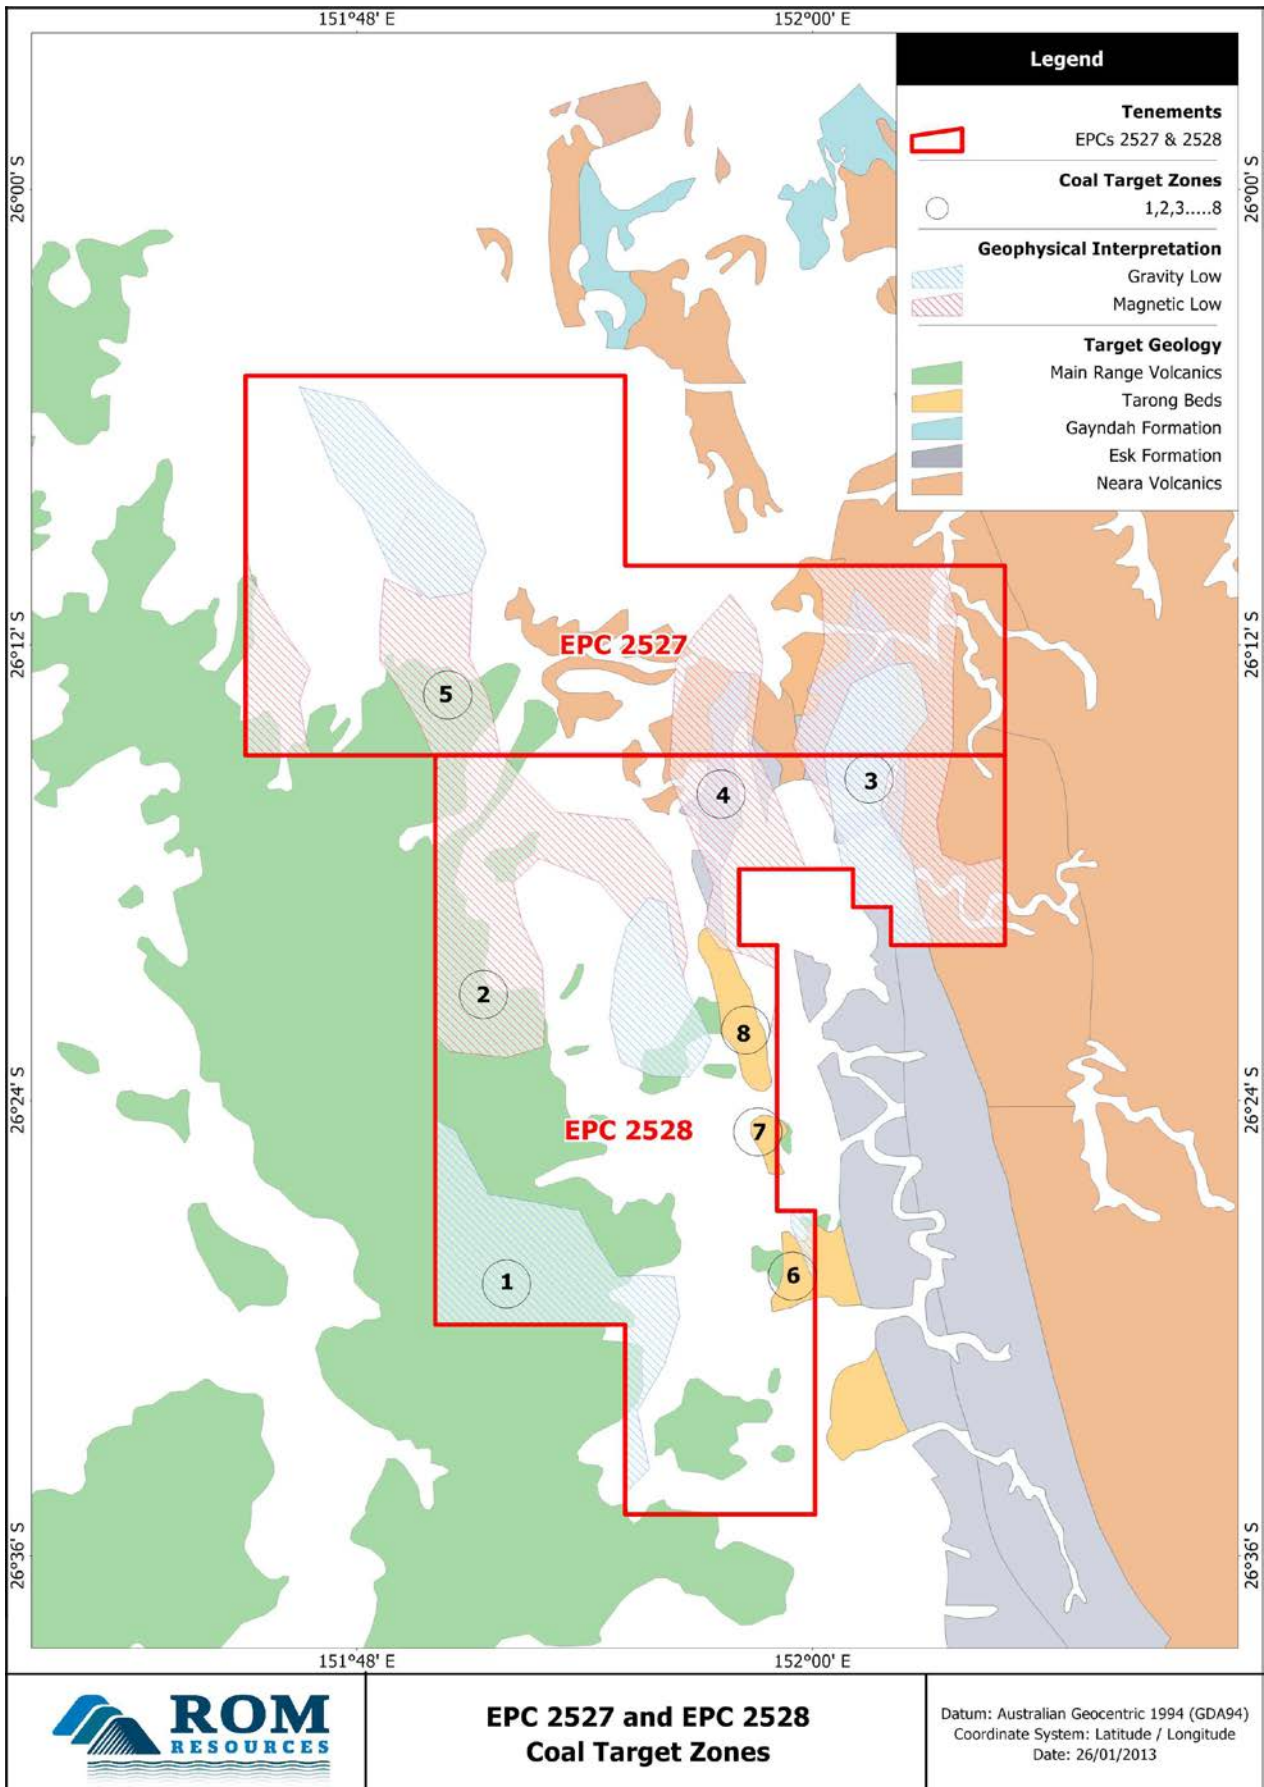 151°48' E
152°00' E
Legend
Tenements
EPCs 2527 & 2528
Coal Target Zones
1,2,3.....8
Geophysical Interpretation
Gravity Low
Magnetic Low
Target Geology
Main Range Volcanics
Tarong Beds
Gayndah Formation
Esk Formation
Neara Volcanics
26°00' S
26°00' S
26°12' S
EPC 2527
26°12' S
5
4
3
2
8
26°24' S
EPC 2528
7
26°24' S
1
6
26°36' S
26°36' S
151°48' E
152°00' E
ROM
RESOURCES
EPC 2527 and EPC 2528
Coal Target Zones
Datum: Australian Geocentric 1994 (GDA94)
Coordinate System: Latitude / Longitude
Date: 26/01/2013